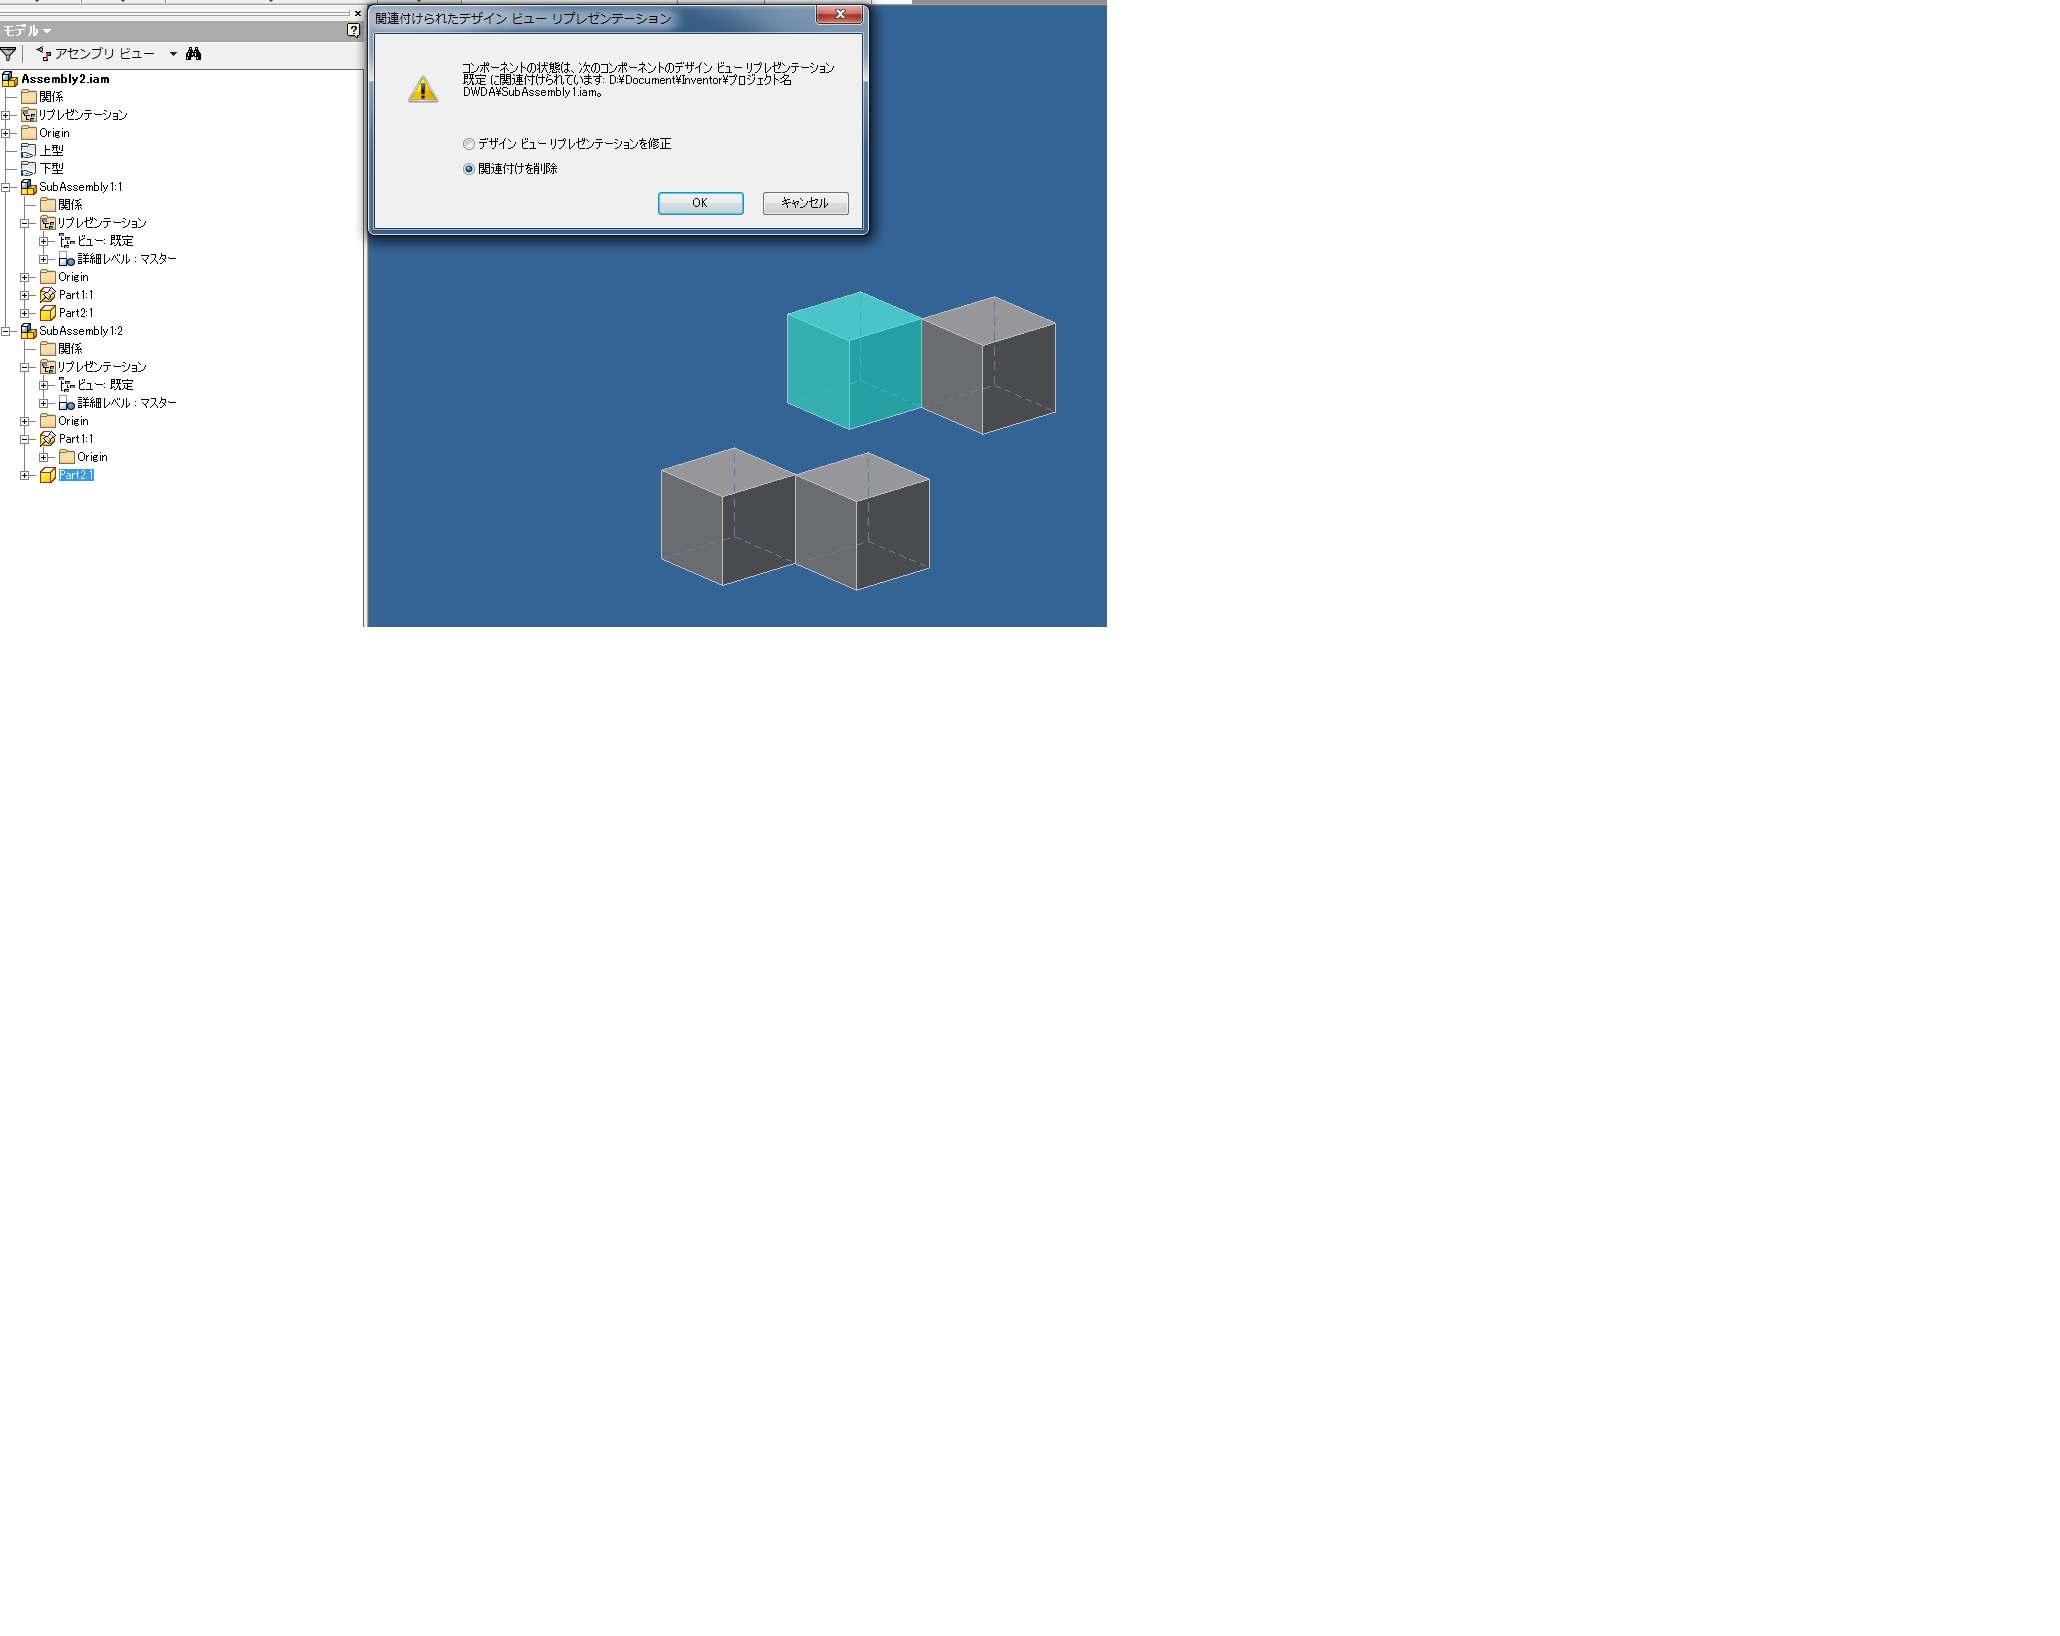 関連付けられたデザイン ビュー リプレゼンテーション
モデル
アセンブリ ビュー
Assembly2.iam
関係
リプレゼンテーション
Origin
上型
下型
SubAssembly1:1
関係
リプレゼンテーション
ビュー: 既定
詳細レベル : マスター
Origin
Part1:1
Part2:1
SubAssembly1:2
関係
リプレゼンテーション
ビュー: 既定
詳細レベル : マスター
Origin
Part1:1
Origin
Part2:1
コンポーネントの状態は、次のコンポーネントのデザイン ビュー リプレゼンテーション
既定 に関連付けられています: D:¥Document¥Inventor¥プロジェクト名
DWDA¥SubAssembly1.iam。
デザイン ビュー リプレゼンテーションを修正
関連付けを削除
OK
キャンセル